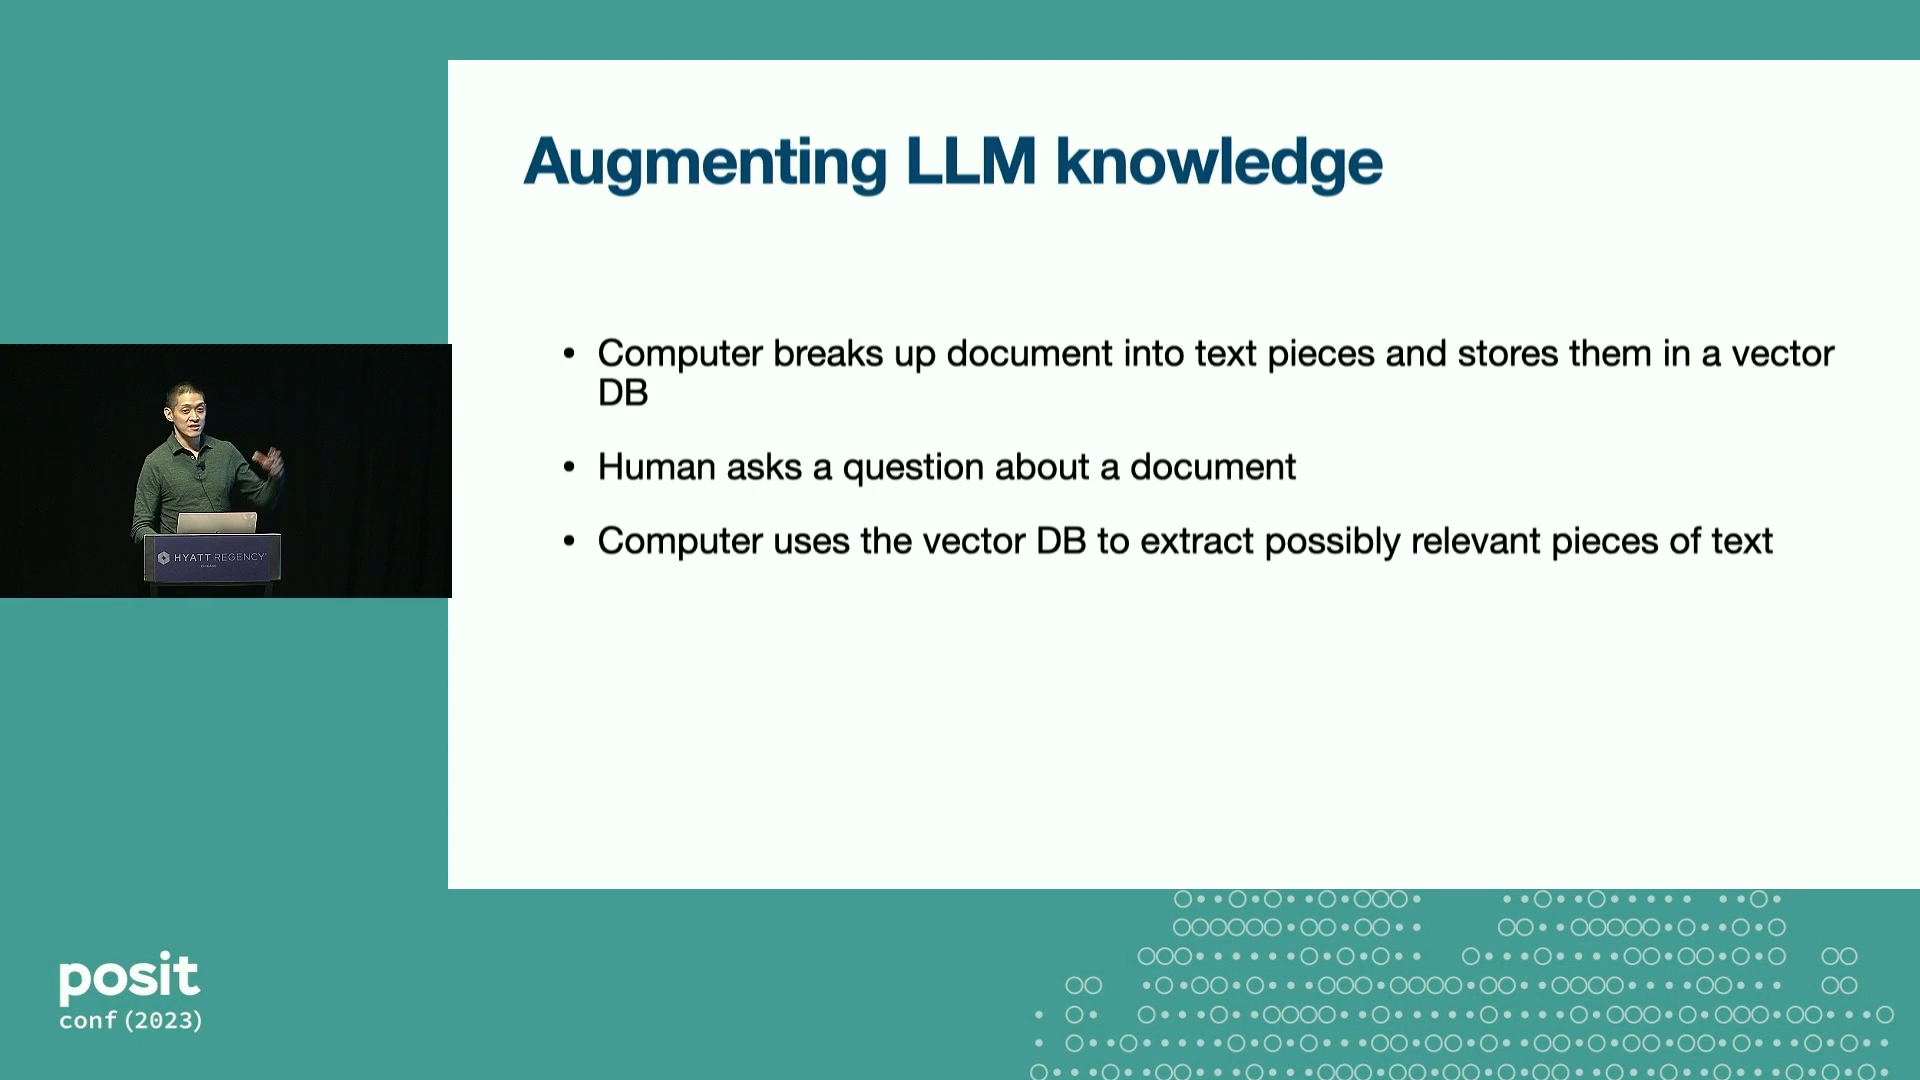 Augmenting LLM knowledge
• Computer breaks up document into text pieces and stores them in a vector
DB
• Human asks a question about a document
• Computer uses the vector DB to extract possibly relevant pieces of text
HYATT REGENCY
posit
conf(2023)